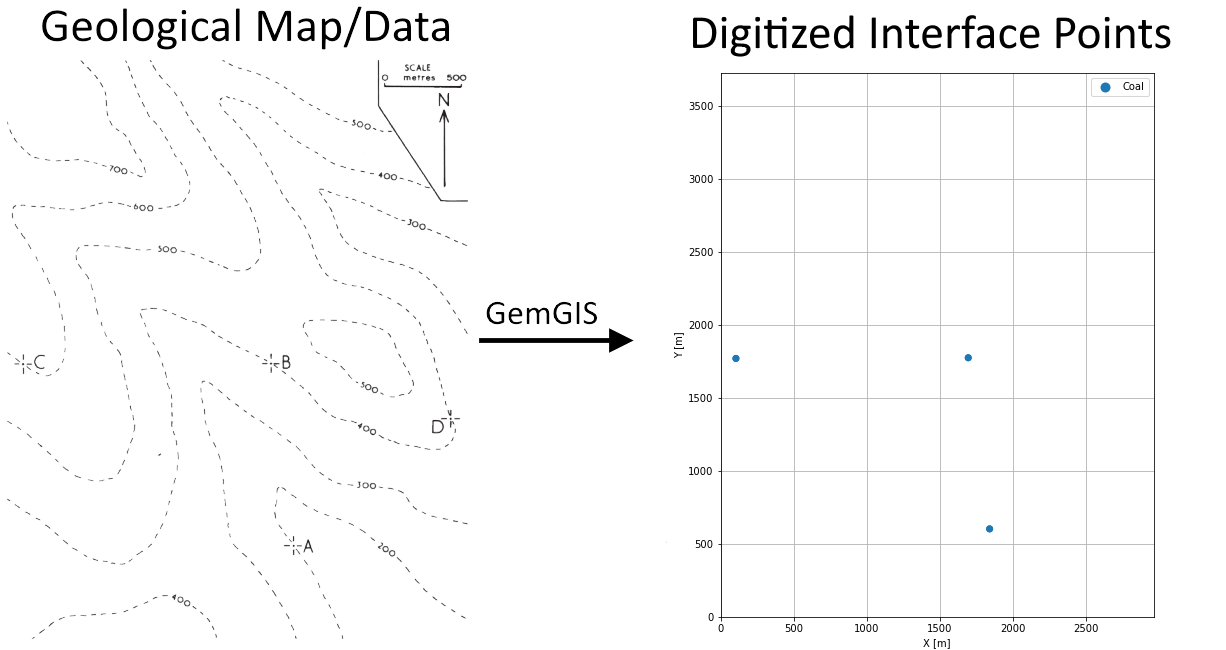 Geological Map/Data
Digitized Interface Points
SCALE
0 metres 500
N
500
400
300
700
600
500
C
B
500
D
400
300
A
200
400
GemGIS
Coal
3500
3000
2500
2000
1500
1000
500
0
Y [m]
0 500 1000 1500 2000 2500
X [m]